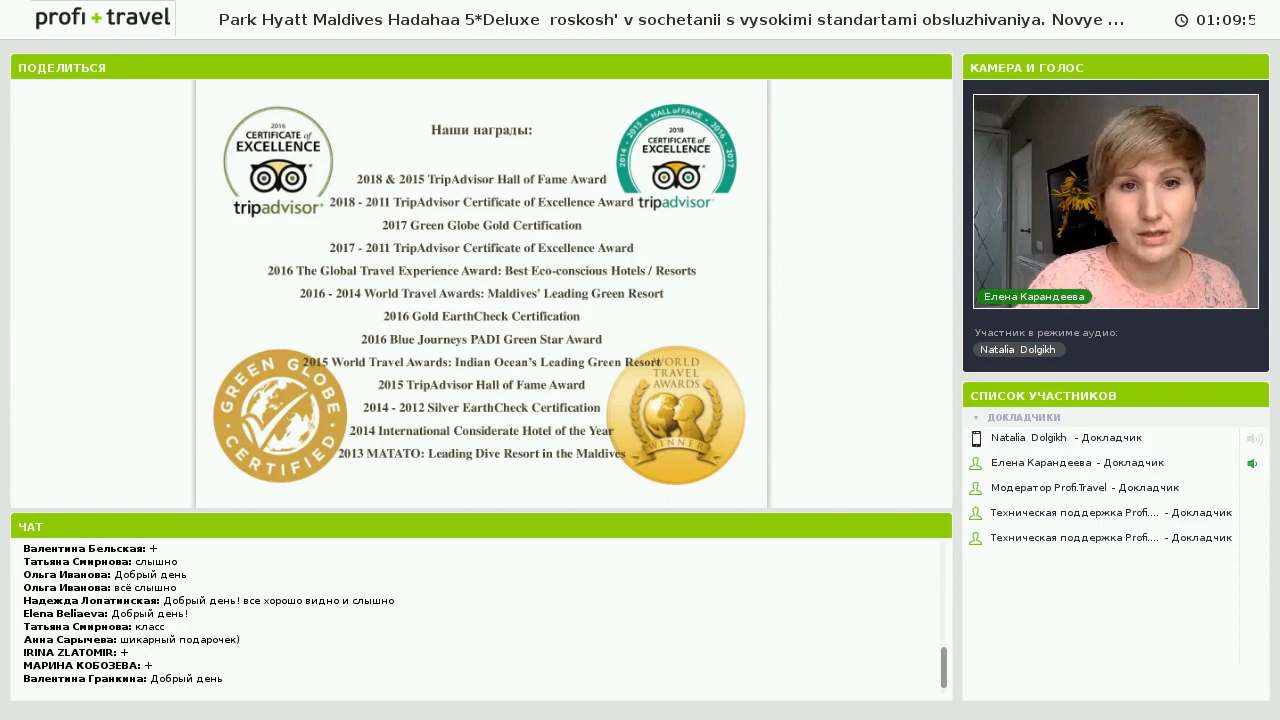 profi + travel
Park Hyatt Maldives Hadahaa 5*Deluxe roskosh' v sochetanii s vysokimi standartami obsluzhivaniya. Novye ...
01:09:5
ПОДЕЛИТЬСЯ
Наши награды:
2016
CERTIFICATE of
EXCELLENCE
tripadvisor
HALL of FAME
2014 · 2015 · 2016 · 2017
2018
CERTIFICATE of
EXCELLENCE
tripadvisor
2018 & 2015 TripAdvisor Hall of Fame Award
2018 - 2011 TripAdvisor Certificate of Excellence Award
2017 Green Globe Gold Certification
2017 - 2011 TripAdvisor Certificate of Excellence Award
2016 The Global Travel Experience Award: Best Eco-conscious Hotels / Resorts
2016 - 2014 World Travel Awards: Maldives' Leading Green Resort
2016 Gold EarthCheck Certification
2016 Blue Journeys PADI Green Star Award
2015 World Travel Awards: Indian Ocean's Leading Green Resort
2015 TripAdvisor Hall of Fame Award
2014 - 2012 Silver EarthCheck Certification
2014 International Considerate Hotel of the Year
2013 MATATO: Leading Dive Resort in the Maldives
GREEN GLOBE
CERTIFIED
WORLD
TRAVEL
AWARDS
WINNER
ЧАТ
Валентина Бельская: +
Татьяна Смирнова: слышно
Ольга Иванова: Добрый день
Ольга Иванова: всё слышно
Надежда Лопатинская: Добрый день! все хорошо видно и слышно
Elena Beliaeva: Добрый день!
Татьяна Смирнова: класс
Анна Сарычева: шикарный подарочек)
IRINA ZLATOMIR: +
МАРИНА КОБОЗЕВА: +
Валентина Гранкина: Добрый день
КАМЕРА И ГОЛОС
Елена Карандеева
Участник в режиме аудио:
Natalia Dolgikh
СПИСОК УЧАСТНИКОВ
ДОКЛАДЧИКИ
Natalia Dolgikh - Докладчик
Елена Карандеева - Докладчик
Модератор Profi.Travel - Докладчик
Техническая поддержка Profi.... - Докладчик
Техническая поддержка Profi.... - Докладчик